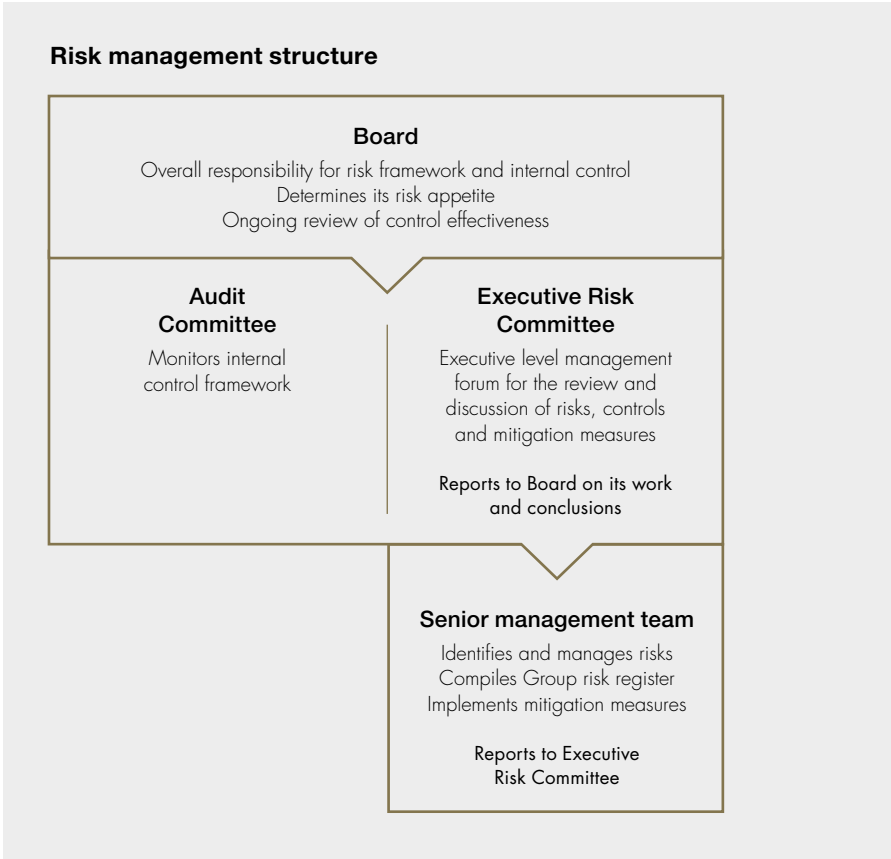 Risk management structure
Board
Overall responsibility for risk framework and internal control
Determines its risk appetite
Ongoing review of control effectiveness
Audit
Committee
Monitors internal
control framework
Executive Risk
Committee
Executive level management
forum for the review and
discussion of risks, controls
and mitigation measures
Reports to Board on its work
and conclusions
Senior management team
Identifies and manages risks
Compiles Group risk register
Implements mitigation measures
Reports to Executive
Risk Committee